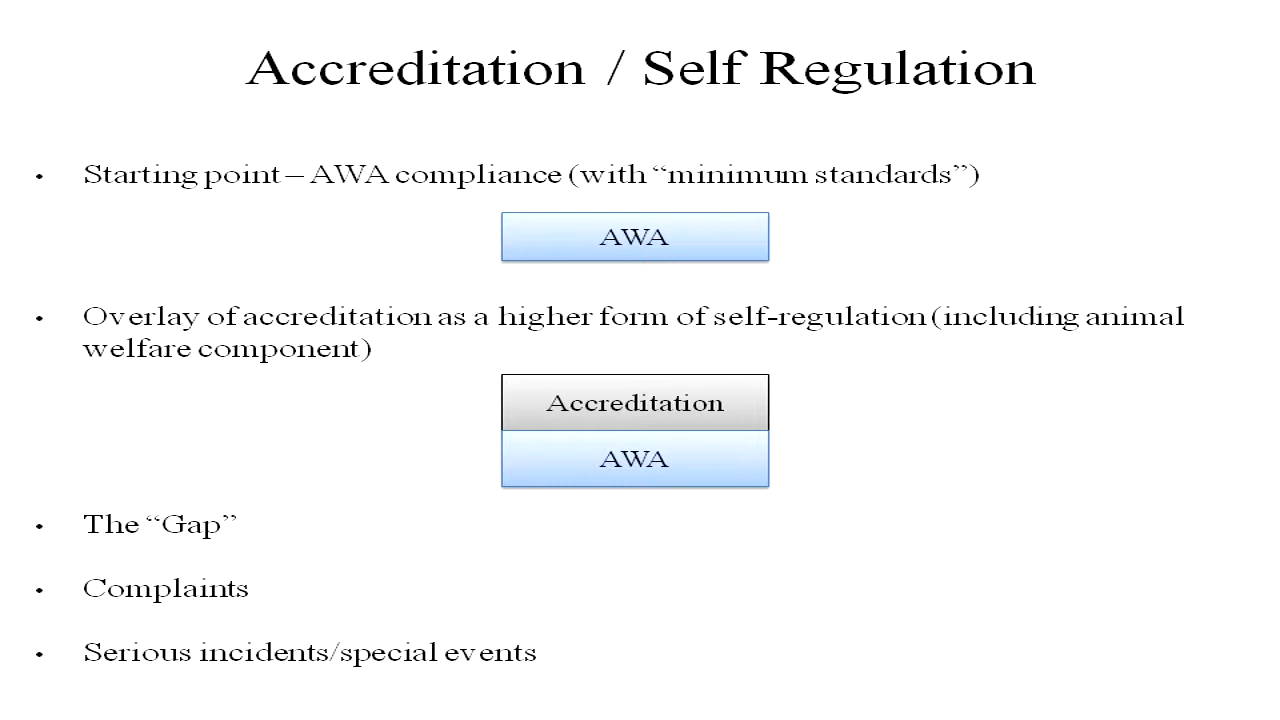 Accreditation / Self Regulation
• Starting point – AWA compliance (with “minimum standards”)
AWA
• Overlay of accreditation as a higher form of self-regulation (including animal
welfare component)
Accreditation
AWA
• The “Gap”
• Complaints
• Serious incidents/special events